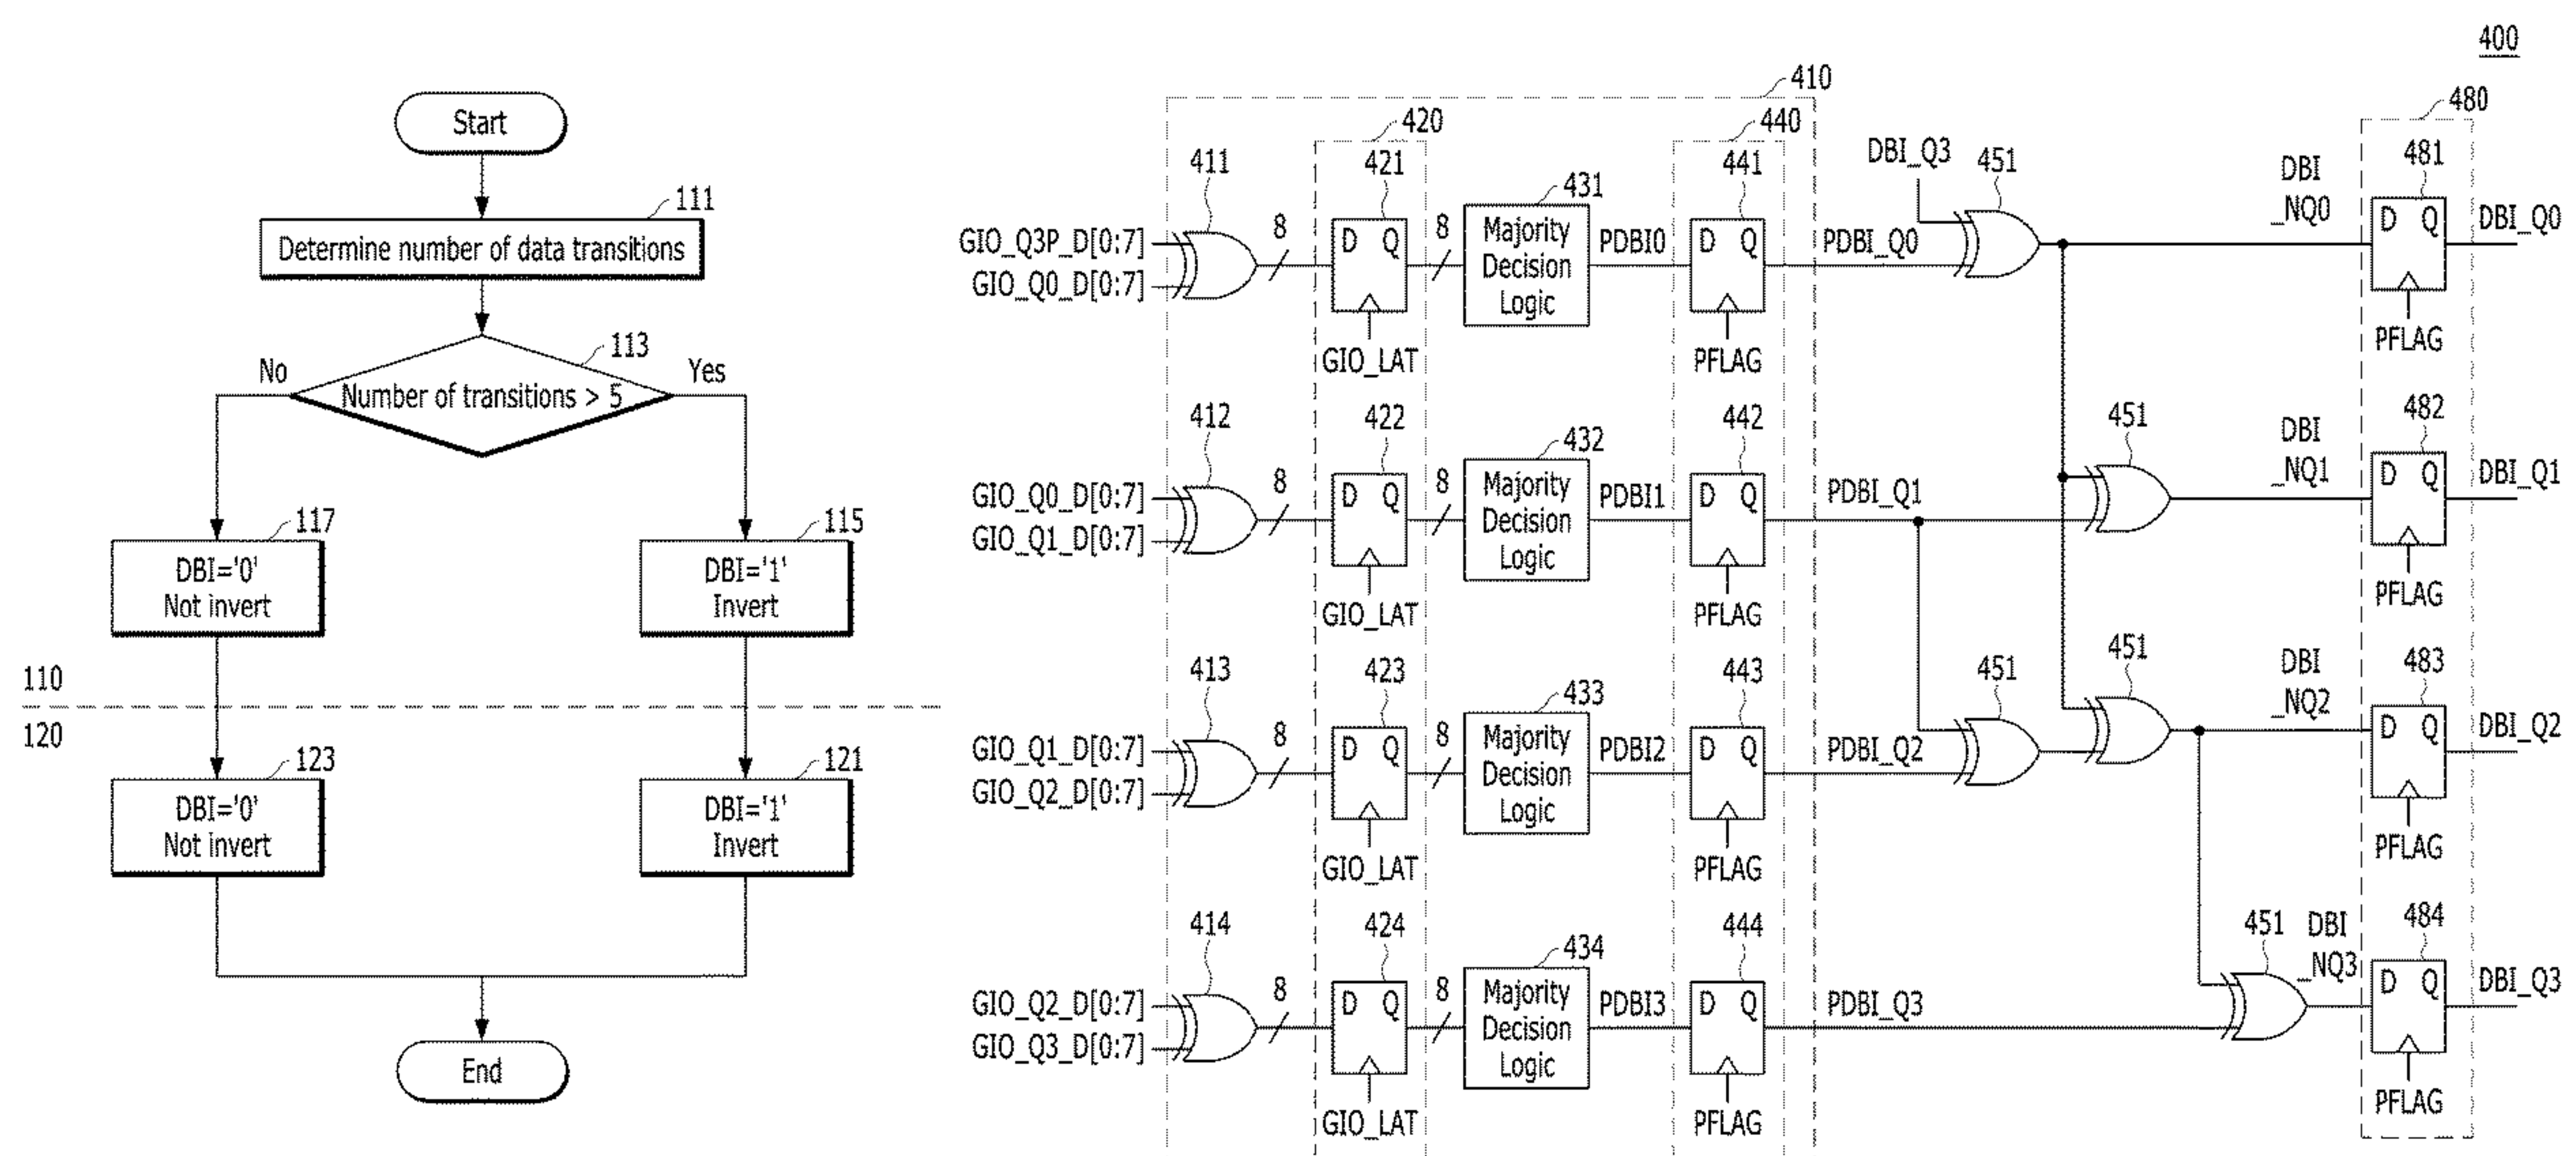 Start
111
Determine number of data transitions
113
No
Yes
Number of transitions > 5
117
115
DBI='0'
Not invert
DBI='1'
Invert
110
120
123
121
DBI='0'
Not invert
DBI='1'
Invert
End
400
410
480
420
440
411
421
431
441
DBI_Q3
451
DBI
_NQ0
481
GIO_Q3P_D[0:7]
GIO_Q0_D[0:7]
8
D Q
8
Majority
Decision
Logic
PDBI0
D Q
PDBI_Q0
D Q
DBI_Q0
GIO_LAT
PFLAG
PFLAG
412
422
432
442
451
DBI
_NQ1
482
GIO_Q0_D[0:7]
GIO_Q1_D[0:7]
8
D Q
8
Majority
Decision
Logic
PDBI1
D Q
PDBI_Q1
D Q
DBI_Q1
GIO_LAT
PFLAG
PFLAG
413
423
433
443
451
451
DBI
_NQ2
483
GIO_Q1_D[0:7]
GIO_Q2_D[0:7]
8
D Q
8
Majority
Decision
Logic
PDBI2
D Q
PDBI_Q2
D Q
DBI_Q2
GIO_LAT
PFLAG
PFLAG
414
424
434
444
451
DBI
_NQ3
484
GIO_Q2_D[0:7]
GIO_Q3_D[0:7]
8
D Q
8
Majority
Decision
Logic
PDBI3
D Q
PDBI_Q3
D Q
DBI_Q3
GIO_LAT
PFLAG
PFLAG